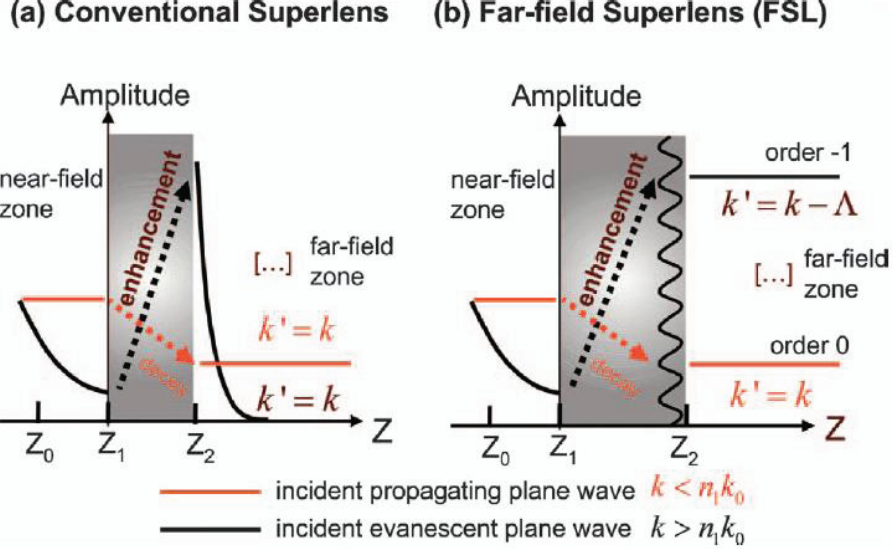 (a) Conventional Superlens
Amplitude
near-field
zone
enhancement
decay
[...] far-field
zone
k' = k
k' = k
Z₀ Z₁ Z₂ Z
(b) Far-field Superlens (FSL)
Amplitude
near-field
zone
enhancement
decay
order -1
k' = k − Λ
[...] far-field
zone
order 0
k' = k
Z₀ Z₁ Z₂ Z
incident propagating plane wave k < n₁k₀
incident evanescent plane wave k > n₁k₀